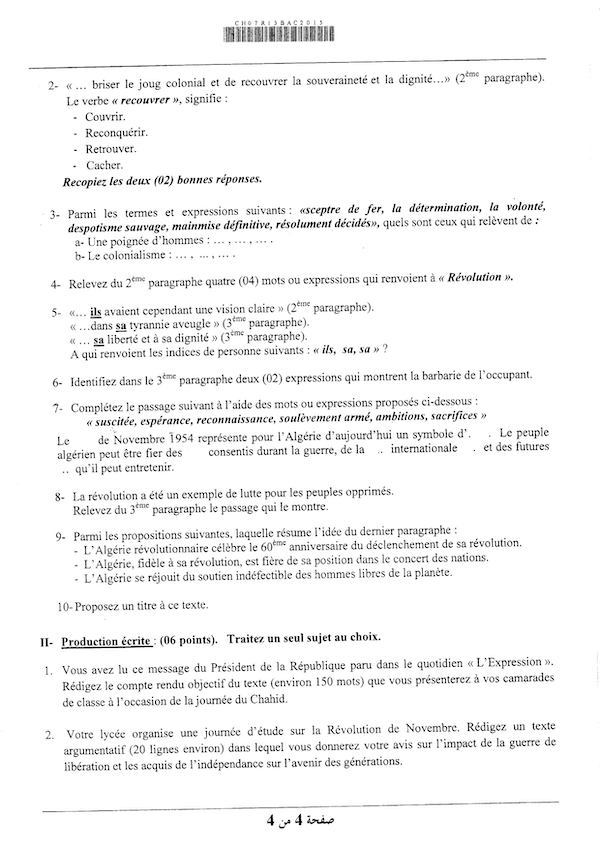 CH07R13BAC2015
2- « … briser le joug colonial et de recouvrer la souveraineté et la dignité…» (2ème paragraphe).
Le verbe « recouvrer », signifie :
- Couvrir.
- Reconquérir.
- Retrouver.
- Cacher.
Recopiez les deux (02) bonnes réponses.
3- Parmi les termes et expressions suivants : «sceptre de fer, la détermination, la volonté,
despotisme sauvage, mainmise définitive, résolument décidés», quels sont ceux qui relèvent de :
a- Une poignée d'hommes : … , … , … .
b- Le colonialisme : … , … , … .
4- Relevez du 2ème paragraphe quatre (04) mots ou expressions qui renvoient à « Révolution ».
5- «… ils avaient cependant une vision claire » (2ème paragraphe).
« …dans sa tyrannie aveugle » (3ème paragraphe).
« … sa liberté et à sa dignité » (3ème paragraphe).
A qui renvoient les indices de personne suivants : « ils, sa, sa » ?
6- Identifiez dans le 3ème paragraphe deux (02) expressions qui montrent la barbarie de l'occupant.
7- Complétez le passage suivant à l'aide des mots ou expressions proposés ci-dessous :
« suscitée, espérance, reconnaissance, soulèvement armé, ambitions, sacrifices »
Le de Novembre 1954 représente pour l'Algérie d'aujourd'hui un symbole d'. . Le peuple
algérien peut être fier des consentis durant la guerre, de la .. internationale . et des futures
.. qu'il peut entretenir.
8- La révolution a été un exemple de lutte pour les peuples opprimés.
Relevez du 3ème paragraphe le passage qui le montre.
9- Parmi les propositions suivantes, laquelle résume l'idée du dernier paragraphe :
- L'Algérie révolutionnaire célèbre le 60ème anniversaire du déclenchement de sa révolution.
- L'Algérie, fidèle à sa révolution, est fière de sa position dans le concert des nations.
- L'Algérie se réjouit du soutien indéfectible des hommes libres de la planète.
10- Proposez un titre à ce texte.
II- Production écrite : (06 points). Traitez un seul sujet au choix.
1. Vous avez lu ce message du Président de la République paru dans le quotidien « L'Expression ».
Rédigez le compte rendu objectif du texte (environ 150 mots) que vous présenterez à vos camarades
de classe à l'occasion de la journée du Chahid.
2. Votre lycée organise une journée d'étude sur la Révolution de Novembre. Rédigez un texte
argumentatif (20 lignes environ) dans lequel vous donnerez votre avis sur l'impact de la guerre de
libération et les acquis de l'indépendance sur l'avenir des générations.
صفحة 4 من 4